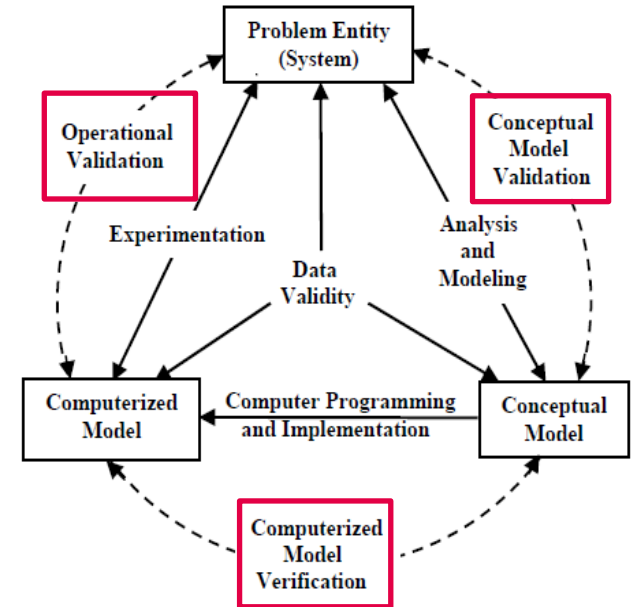 Problem Entity
(System)
Operational
Validation
Conceptual
Model
Validation
Experimentation
Analysis
and
Modeling
Data
Validity
Computerized
Model
Computer Programming
and Implementation
Conceptual
Model
Computerized
Model
Verification